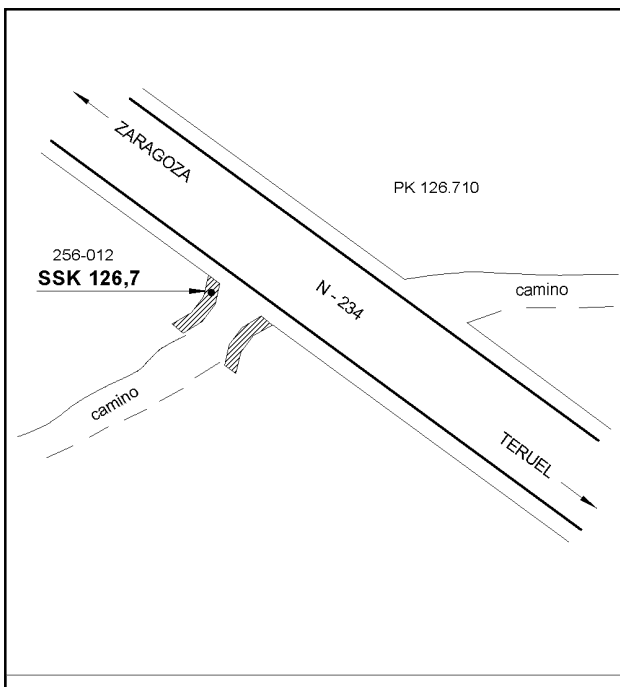 ZARAGOZA
PK 126.710
256-012
SSK 126,7
N - 234
camino
camino
TERUEL